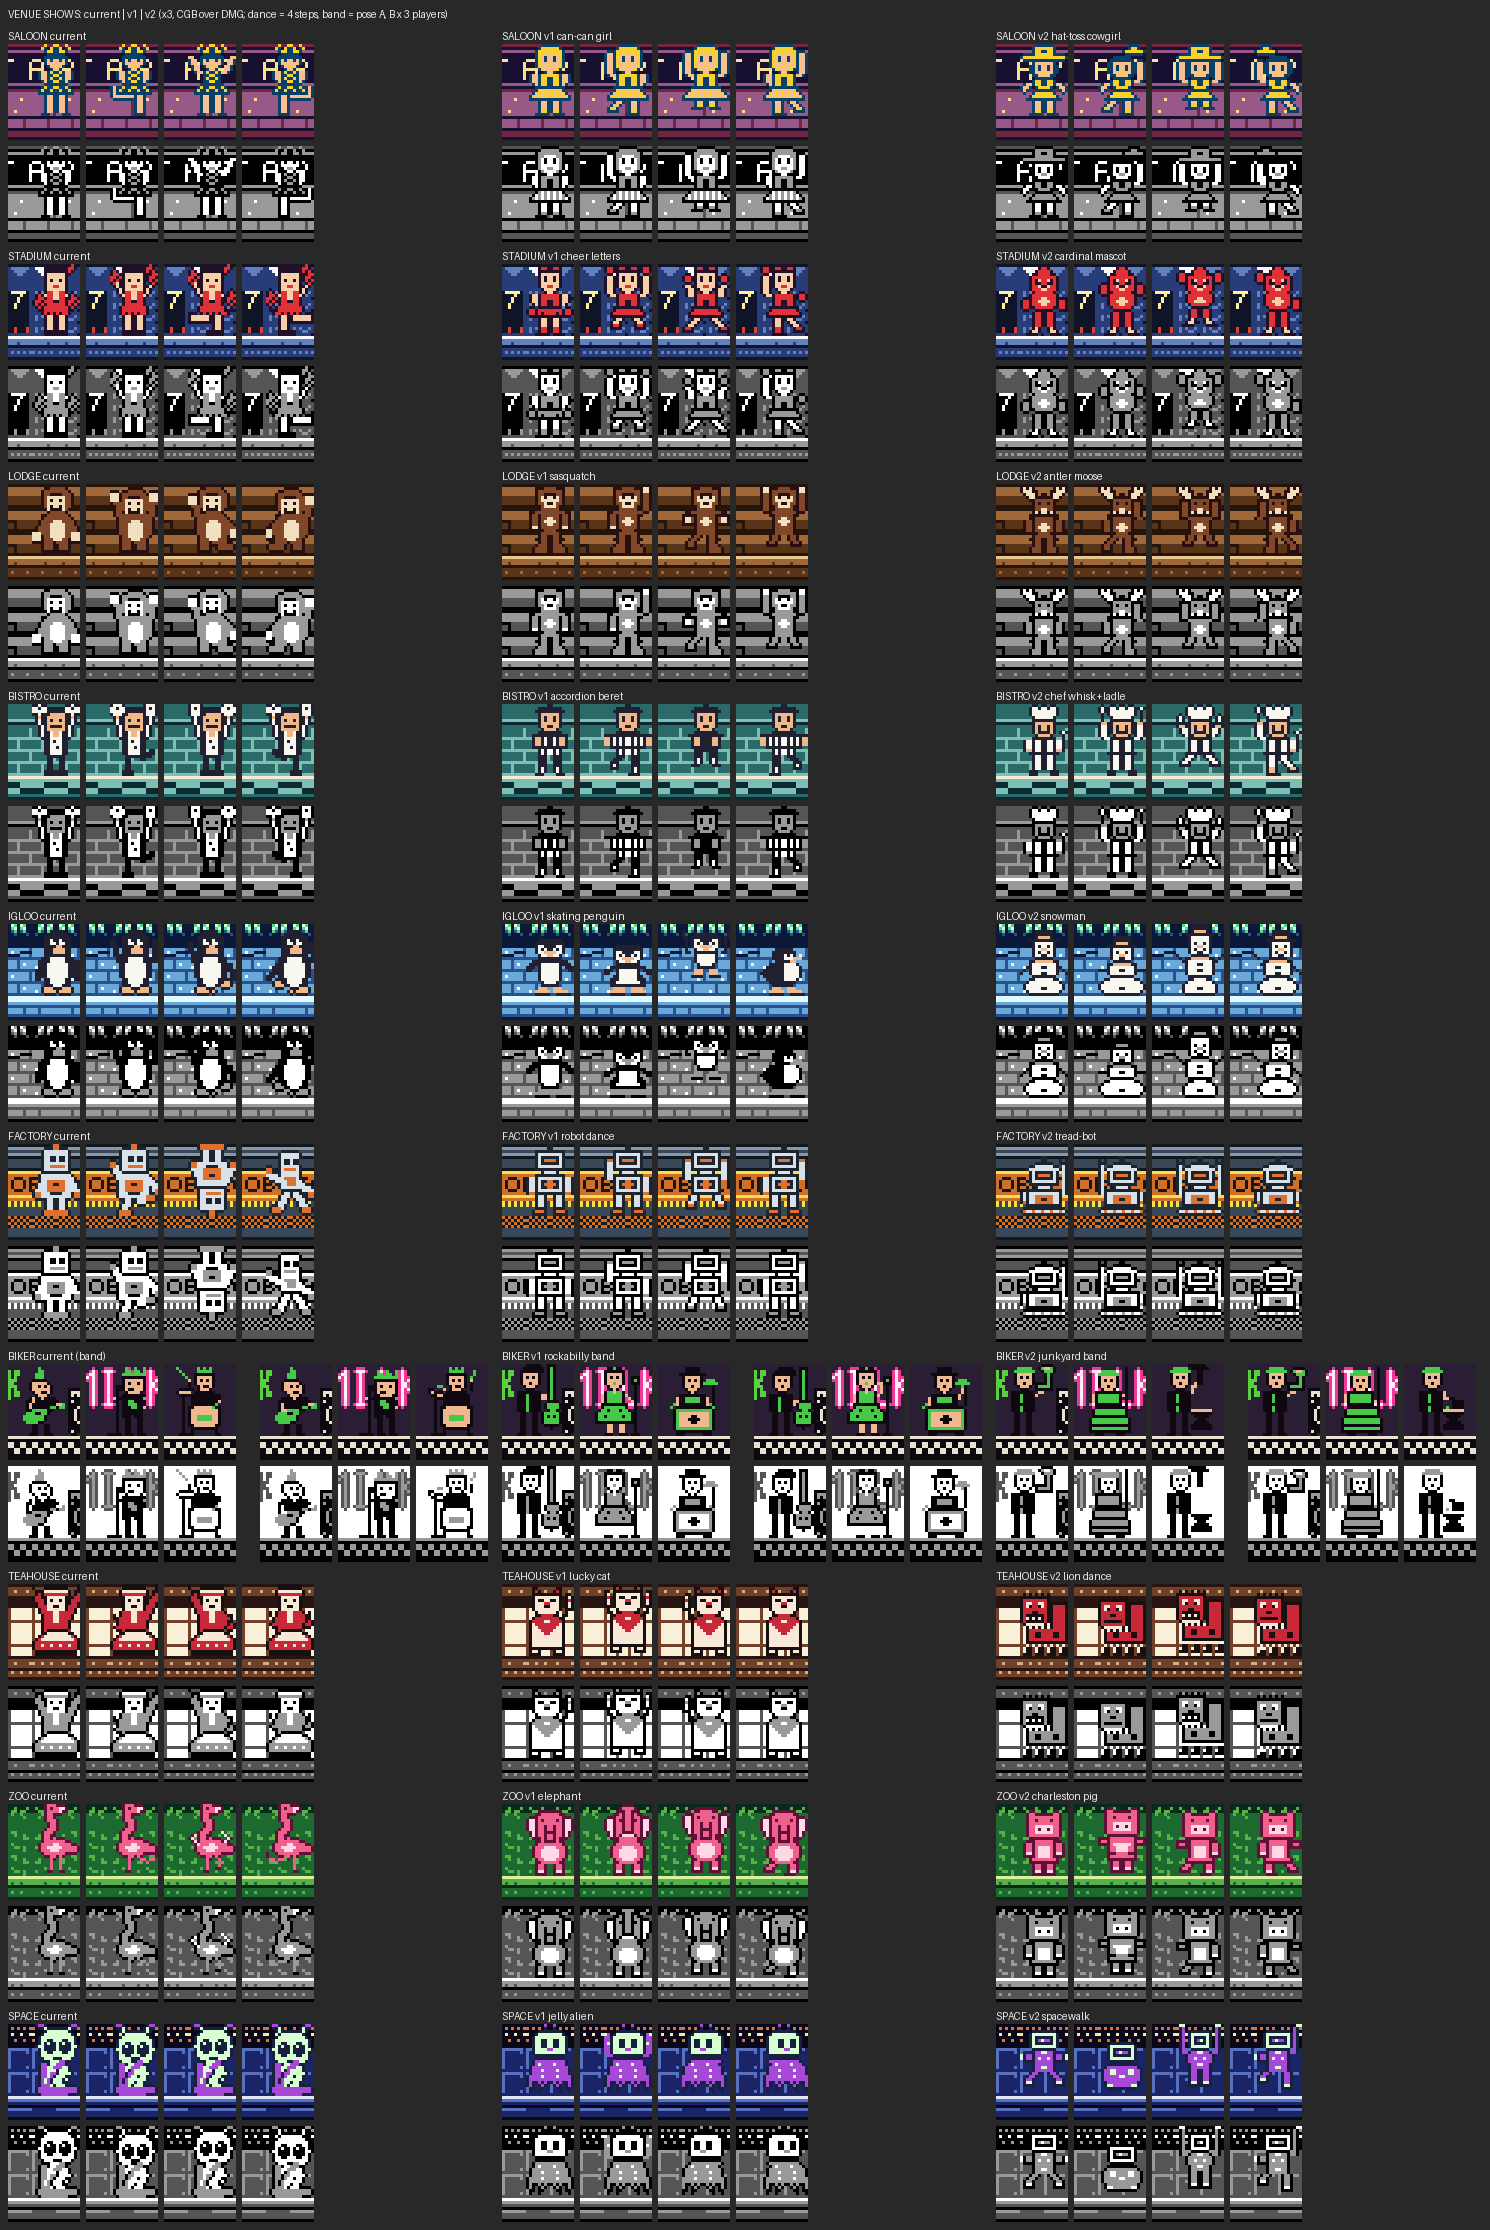 VENUE SHOWS: current | v1 | v2 (x3, CGB over DMG; dance = 4 steps, band = pose A, B x 3 players)
SALOON current
SALOON v1 can-can girl
SALOON v2 hat-toss cowgirl
STADIUM current
STADIUM v1 cheer letters
STADIUM v2 cardinal mascot
LODGE current
LODGE v1 sasquatch
LODGE v2 antler moose
BISTRO current
BISTRO v1 accordion beret
BISTRO v2 chef whisk+ladle
IGLOO current
IGLOO v1 skating penguin
IGLOO v2 snowman
FACTORY current
FACTORY v1 robot dance
FACTORY v2 tread-bot
BIKER current (band)
BIKER v1 rockabilly band
BIKER v2 junkyard band
TEAHOUSE current
TEAHOUSE v1 lucky cat
TEAHOUSE v2 lion dance
ZOO current
ZOO v1 elephant
ZOO v2 charleston pig
SPACE current
SPACE v1 jelly alien
SPACE v2 spacewalk